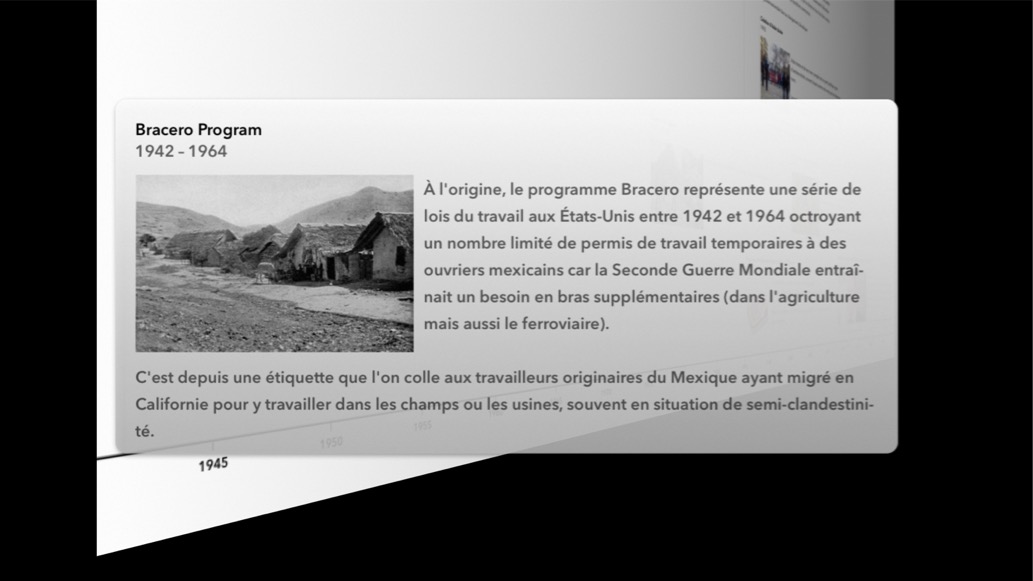 Bracero Program
1942 – 1964
À l'origine, le programme Bracero représente une série de
lois du travail aux États-Unis entre 1942 et 1964 octroyant
un nombre limité de permis de travail temporaires à des
ouvriers mexicains car la Seconde Guerre Mondiale entraî-
nait un besoin en bras supplémentaires (dans l'agriculture
mais aussi le ferroviaire).
C'est depuis une étiquette que l'on colle aux travailleurs originaires du Mexique ayant migré en
Californie pour y travailler dans les champs ou les usines, souvent en situation de semi-clandestini-
té.
1945
1950
1955